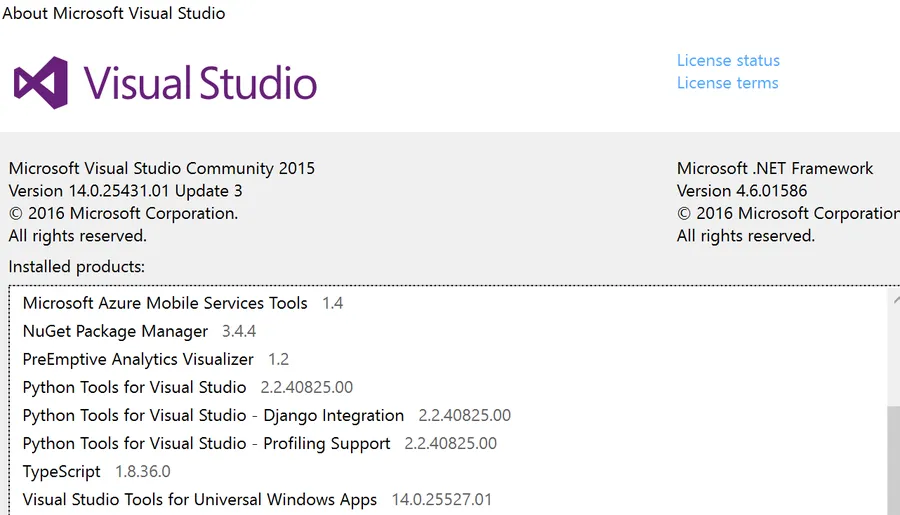 About Microsoft Visual Studio
Visual Studio
License status
License terms
Microsoft Visual Studio Community 2015
Version 14.0.25431.01 Update 3
© 2016 Microsoft Corporation.
All rights reserved.
Microsoft .NET Framework
Version 4.6.01586
© 2016 Microsoft Corporation
All rights reserved.
Installed products:
Microsoft Azure Mobile Services Tools 1.4
NuGet Package Manager 3.4.4
PreEmptive Analytics Visualizer 1.2
Python Tools for Visual Studio 2.2.40825.00
Python Tools for Visual Studio - Django Integration 2.2.40825.00
Python Tools for Visual Studio - Profiling Support 2.2.40825.00
TypeScript 1.8.36.0
Visual Studio Tools for Universal Windows Apps 14.0.25527.01